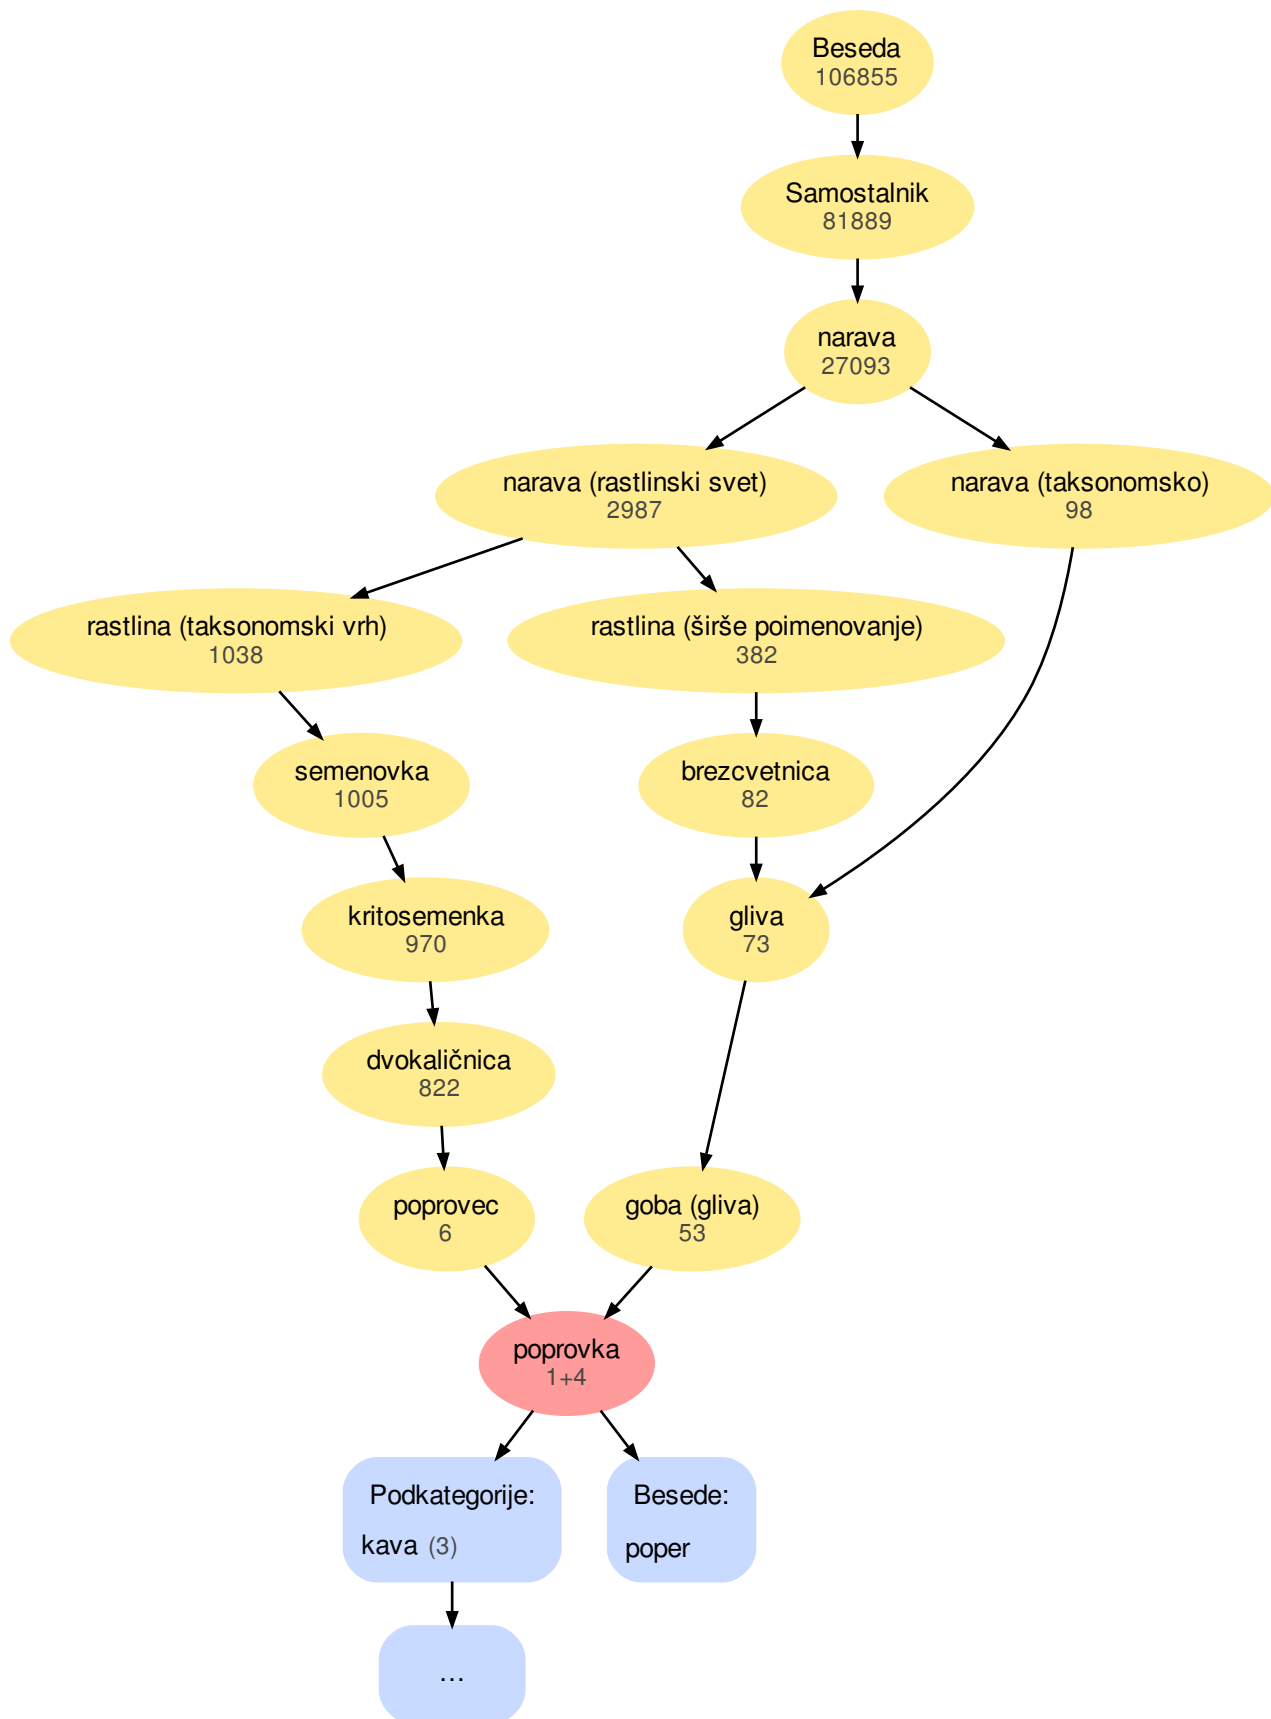 Beseda
106855
Samostalnik
81889
narava
27093
narava (rastlinski svet)
2987
narava (taksonomsko)
98
rastlina (taksonomski vrh)
1038
rastlina (širše poimenovanje)
382
semenovka
1005
brezcvetnica
82
kritosemenka
970
gliva
73
dvokaličnica
822
poprovec
6
goba (gliva)
53
poprovka
1+4
Podkategorije:
kava (3)
Besede:
poper
...